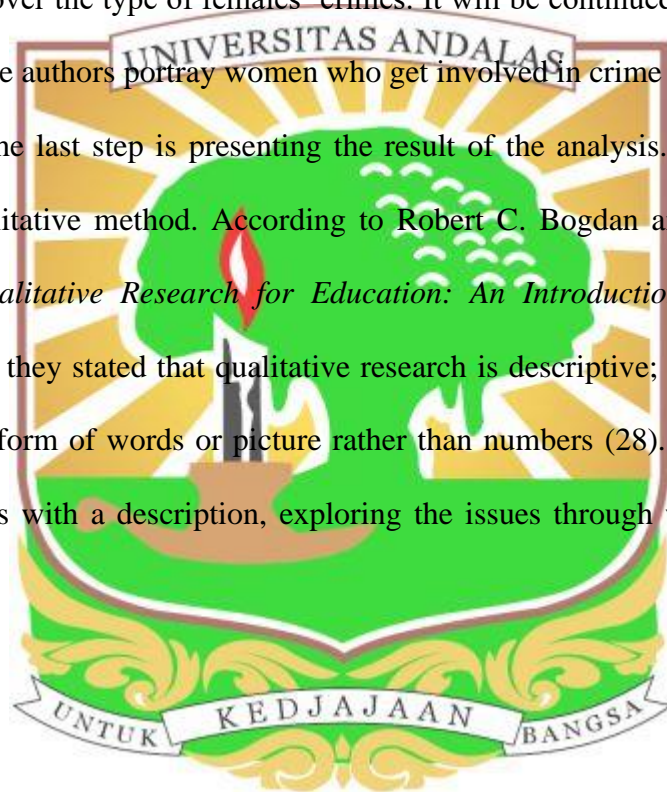 over the type of females' crimes. It will be continued
UNIVERSITAS ANDALAS
e authors portray women who get involved in crime
he last step is presenting the result of the analysis.
litative method. According to Robert C. Bogdan a
alitative Research for Education: An Introductio
they stated that qualitative research is descriptive;
form of words or picture rather than numbers (28).
s with a description, exploring the issues through
UNTUK KEDJAJAAN BANGSA